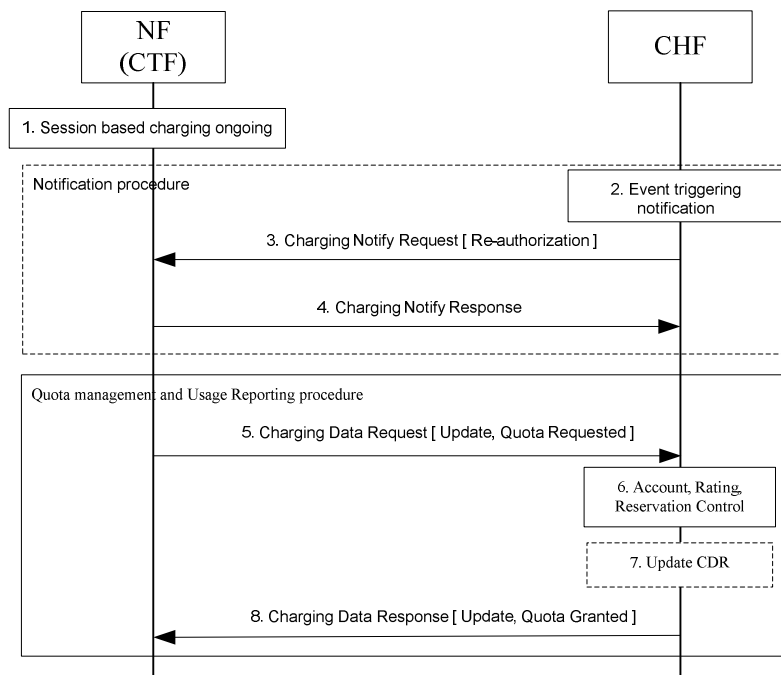 NF
(CTF)
CHF
1. Session based charging ongoing
Notification procedure
2. Event triggering
notification
3. Charging Notify Request [ Re-authorization ]
4. Charging Notify Response
Quota management and Usage Reporting procedure
5. Charging Data Request [ Update, Quota Requested ]
6. Account, Rating,
Reservation Control
7. Update CDR
8. Charging Data Response [ Update, Quota Granted ]